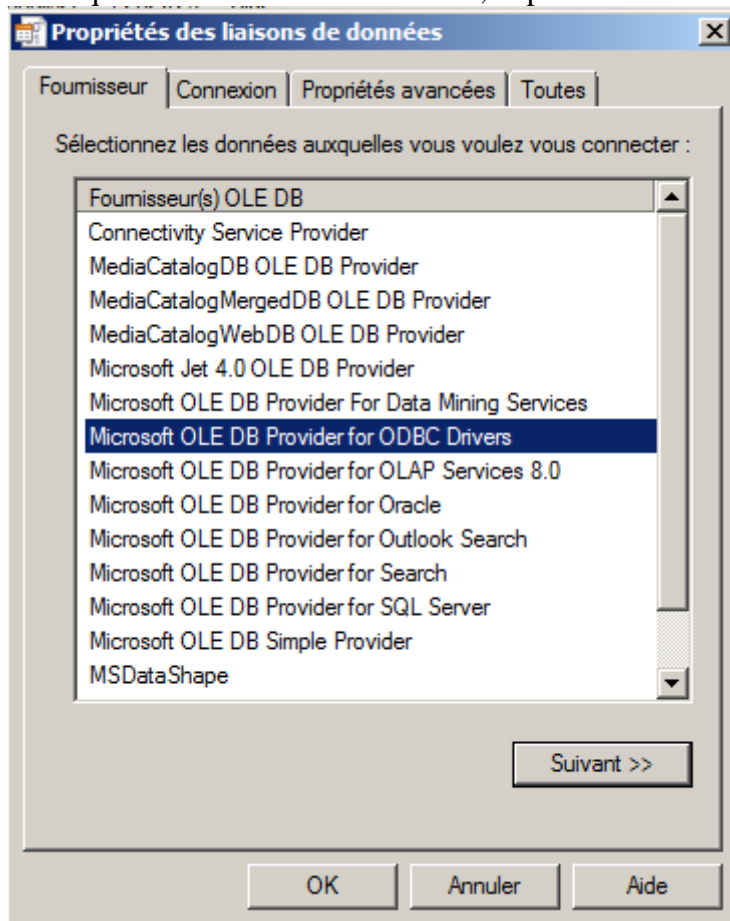 Propriétés des liaisons de données
Fournisseur Connexion Propriétés avancées Toutes
Sélectionnez les données auxquelles vous voulez vous connecter :
Fournisseur(s) OLE DB
Connectivity Service Provider
MediaCatalogDB OLE DB Provider
MediaCatalogMergedDB OLE DB Provider
MediaCatalogWebDB OLE DB Provider
Microsoft Jet 4.0 OLE DB Provider
Microsoft OLE DB Provider For Data Mining Services
Microsoft OLE DB Provider for ODBC Drivers
Microsoft OLE DB Provider for OLAP Services 8.0
Microsoft OLE DB Provider for Oracle
Microsoft OLE DB Provider for Outlook Search
Microsoft OLE DB Provider for Search
Microsoft OLE DB Provider for SQL Server
Microsoft OLE DB Simple Provider
MSDataShape
Suivant >>
OK Annuler Aide